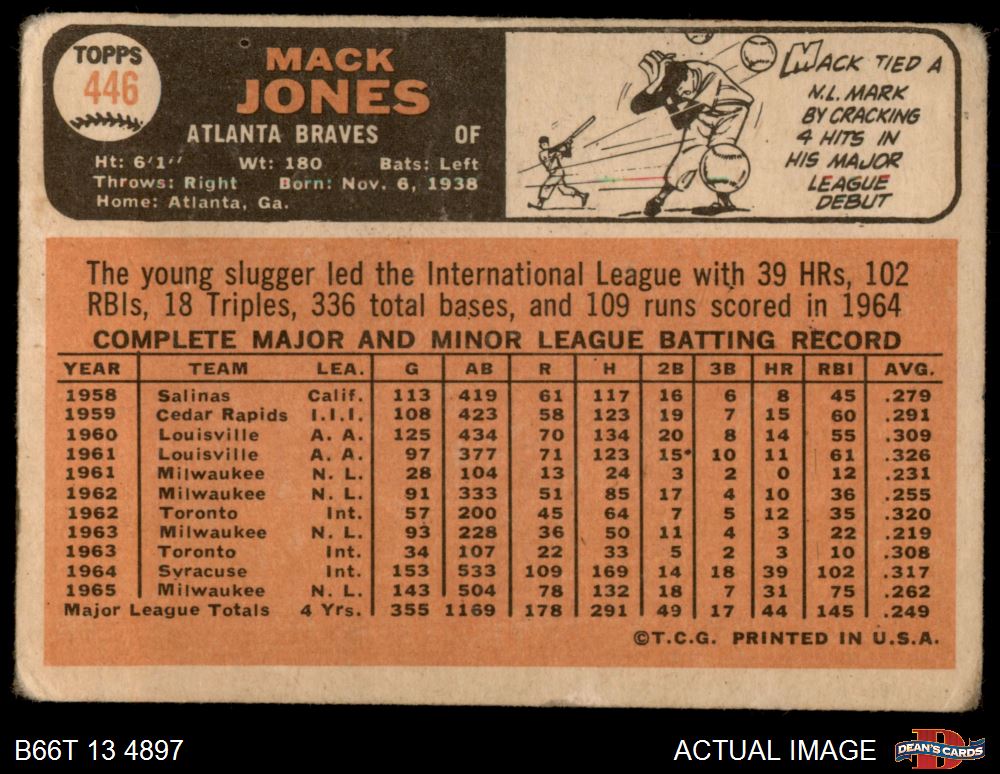 TOPPS
446
MACK
JONES
ATLANTA BRAVES OF
Ht: 6'1'' Wt: 180 Bats: Left
Throws: Right Born: Nov. 6, 1938
Home: Atlanta, Ga.
MACK TIED A
N.L. MARK
BY CRACKING
4 HITS IN
HIS MAJOR
LEAGUE
DEBUT
The young slugger led the International League with 39 HRs, 102
RBIs, 18 Triples, 336 total bases, and 109 runs scored in 1964
COMPLETE MAJOR AND MINOR LEAGUE BATTING RECORD
YEAR TEAM LEA. G AB R H 2B 3B HR RBI AVG.
1958 Salinas Calif. 113 419 61 117 16 6 8 45 .279
1959 Cedar Rapids I.I.I. 108 423 58 123 19 7 15 60 .291
1960 Louisville A. A. 125 434 70 134 20 8 14 55 .309
1961 Louisville A. A. 97 377 71 123 15 10 11 61 .326
1961 Milwaukee N. L. 28 104 13 24 3 2 0 12 .231
1962 Milwaukee N. L. 91 333 51 85 17 4 10 36 .255
1962 Toronto Int. 57 200 45 64 7 5 12 35 .320
1963 Milwaukee N. L. 93 228 36 50 11 4 3 22 .219
1963 Toronto Int. 34 107 22 33 5 2 3 10 .308
1964 Syracuse Int. 153 533 109 169 14 18 39 102 .317
1965 Milwaukee N. L. 143 504 78 132 18 7 31 75 .262
Major League Totals 4 Yrs. 355 1169 178 291 49 17 44 145 .249
©T.C.G. PRINTED IN U.S.A.
B66T 13 4897
ACTUAL IMAGE
DEAN'S CARDS